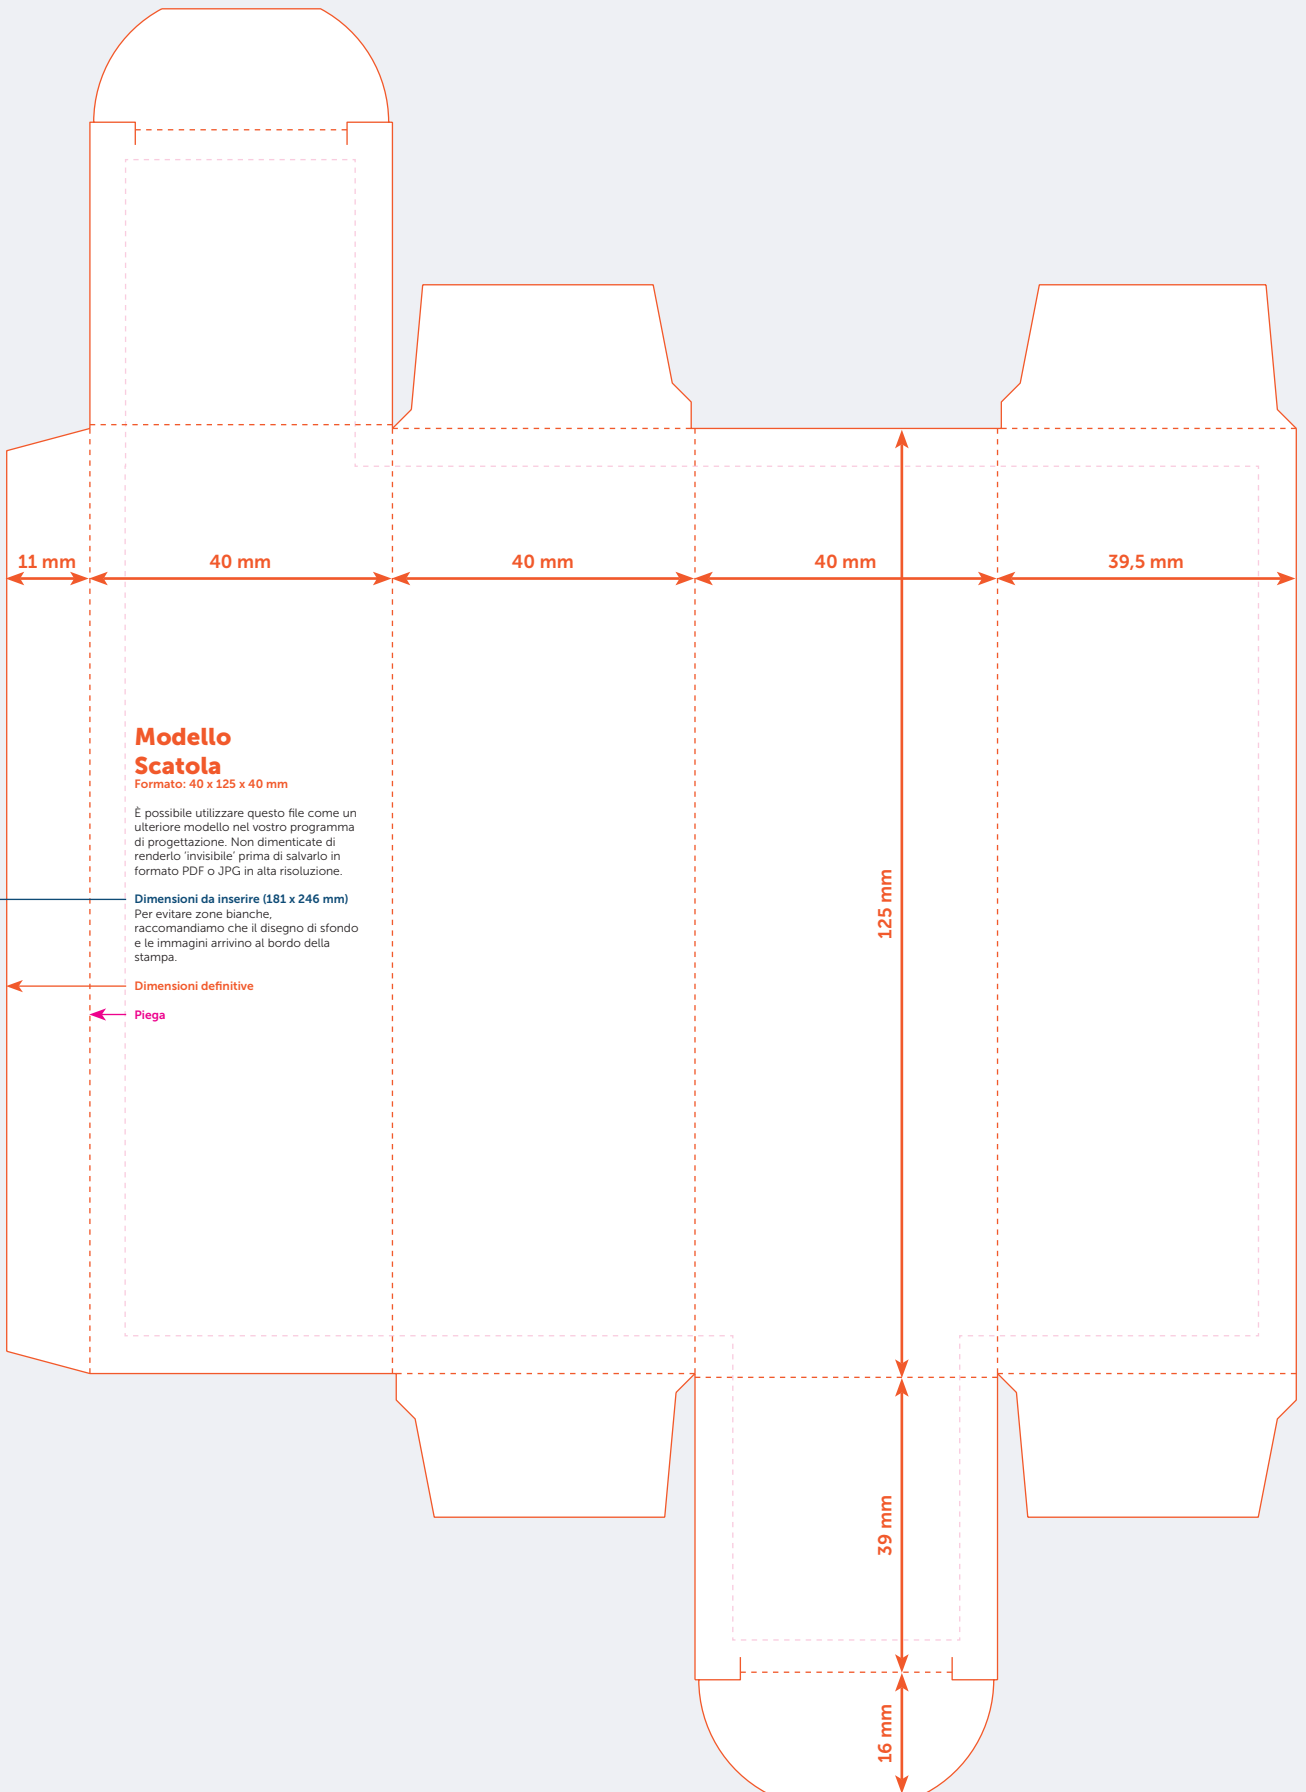 11 mm
40 mm
40 mm
40 mm
39,5 mm
Modello
Scatola
Formato: 40 x 125 x 40 mm
È possibile utilizzare questo file come un
ulteriore modello nel vostro programma
di progettazione. Non dimenticate di
renderlo 'invisibile' prima di salvarlo in
formato PDF o JPG in alta risoluzione.
Dimensioni da inserire (181 x 246 mm)
Per evitare zone bianche,
raccomandiamo che il disegno di sfondo
e le immagini arrivino al bordo della
stampa.
Dimensioni definitive
Piega
125 mm
39 mm
16 mm